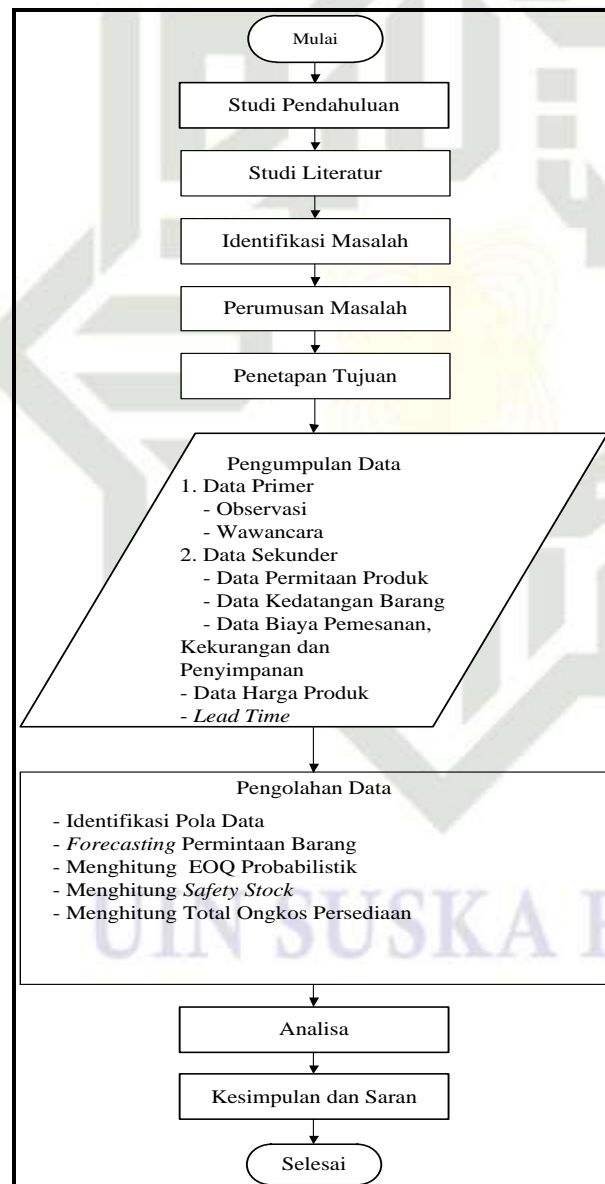 Mulai
Studi Pendahuluan
Studi Literatur
Identifikasi Masalah
Perumusan Masalah
Penetapan Tujuan
Pengumpulan Data
1. Data Primer
- Observasi
- Wawancara
2. Data Sekunder
- Data Permitaan Produk
- Data Kedatangan Barang
- Data Biaya Pemesanan,
Kekurangan dan
Penyimpanan
- Data Harga Produk
- Lead Time
Pengolahan Data
- Identifikasi Pola Data
- Forecasting Permintaan Barang
- Menghitung EOQ Probabilistik
- Menghitung Safety Stock
- Menghitung Total Ongkos Persediaan
UIN SUSKA
Analisa
Kesimpulan dan Saran
Selesai